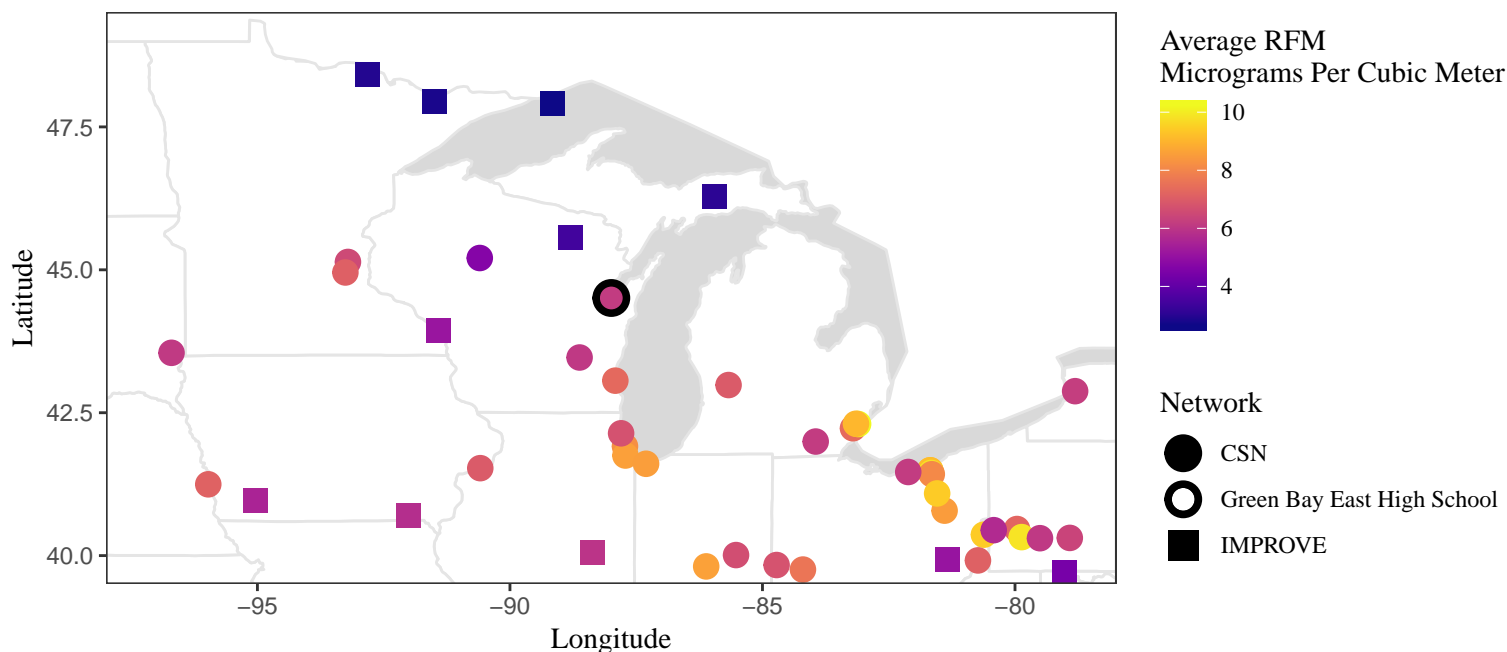 47.5
45.0
42.5
40.0
Latitude
−95
−90
−85
−80
Longitude
Average RFM
Micrograms Per Cubic Meter
10
8
6
4
Network
CSN
Green Bay East High School
IMPROVE